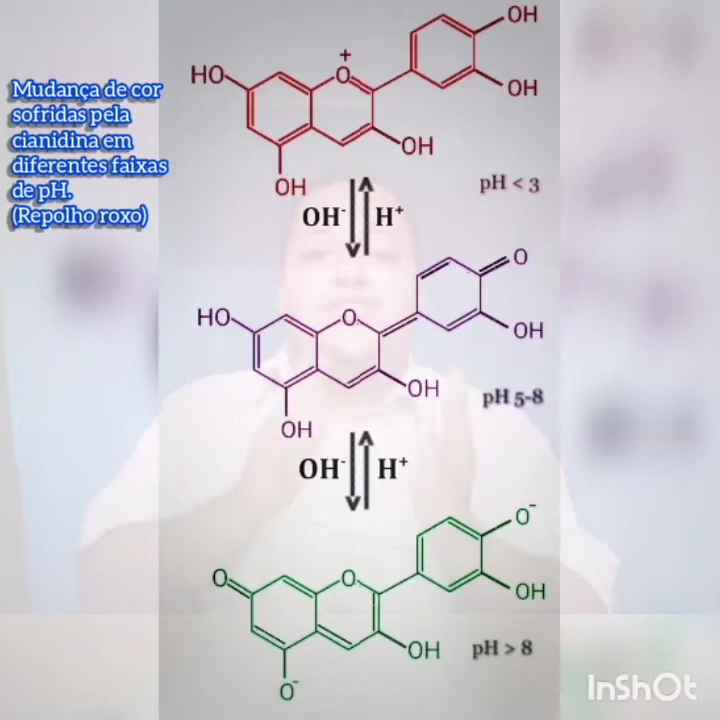 Mudança de cor
sofridas pela
cianidina em
diferentes faixas
de pH.
(Repolho roxo)
OH
HO
O
+
OH
OH
OH
pH < 3
OH⁻ H⁺
O
HO
O
OH
OH
OH
pH 5-8
OH⁻ H⁺
O⁻
O
O
OH
OH
O⁻
pH > 8
InShOt